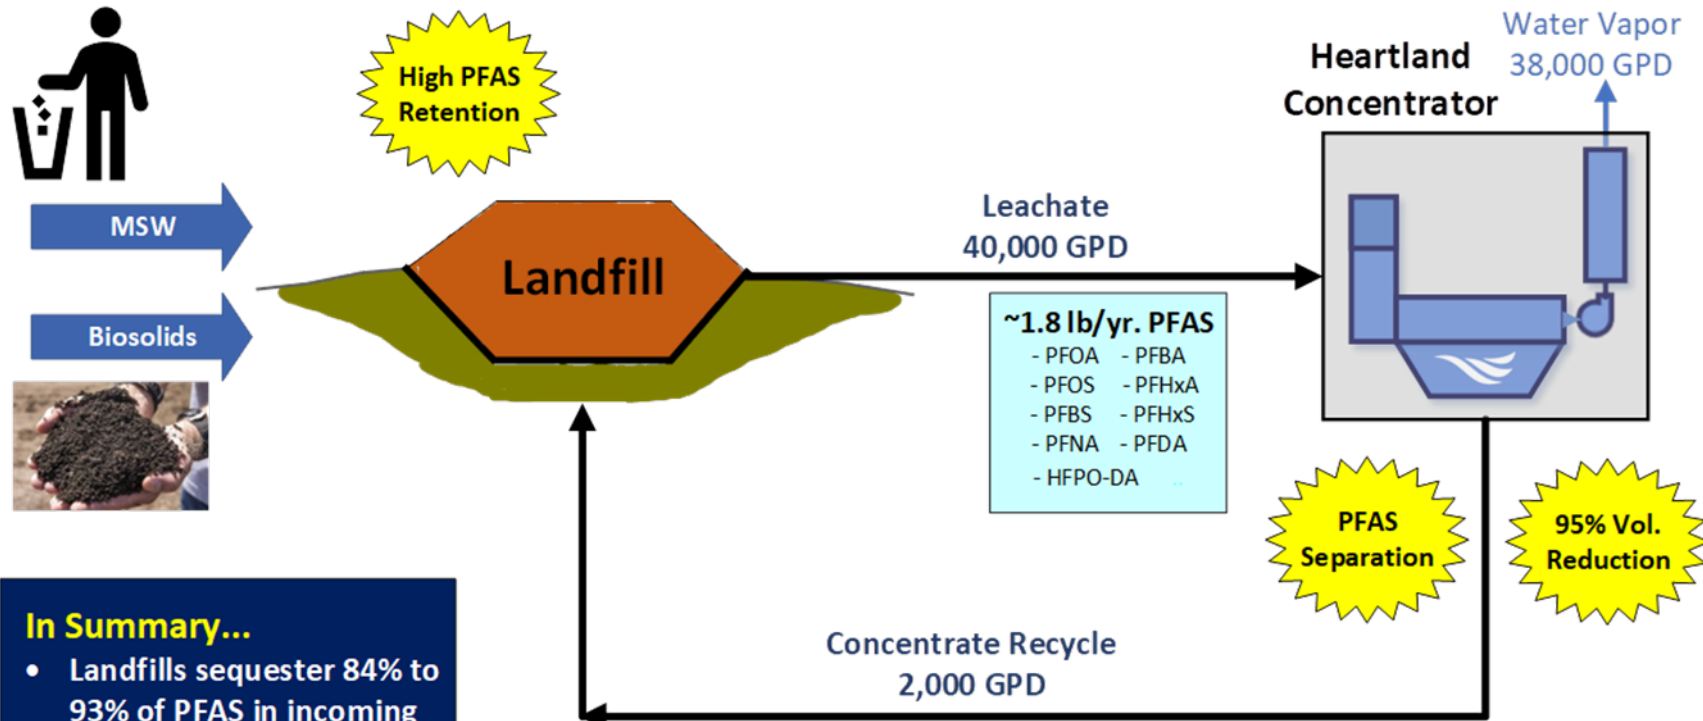 High PFAS
Retention
Water Vapor
38,000 GPD
Heartland
Concentrator
MSW
Biosolids
Landfill
Leachate
40,000 GPD
~1.8 lb/yr. PFAS
- PFOA - PFBA
- PFOS - PFHxA
- PFBS - PFHxS
- PFNA - PFDA
- HFPO-DA ..
PFAS
Separation
95% Vol.
Reduction
Concentrate Recycle
2,000 GPD
In Summary...
• Landfills sequester 84% to
93% of PFAS in incoming